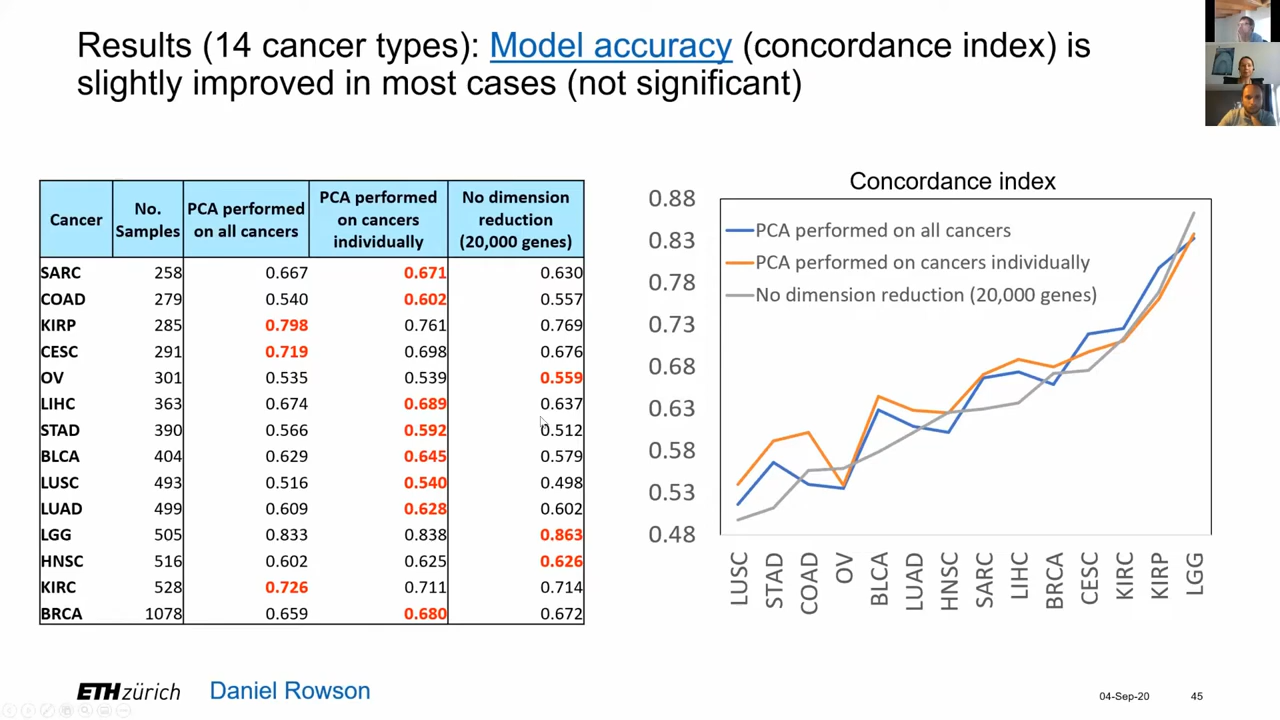 Results (14 cancer types): Model accuracy (concordance index) is
slightly improved in most cases (not significant)
Cancer No. Samples PCA performed on all cancers PCA performed on cancers individually No dimension reduction (20,000 genes)
SARC 258 0.667 0.671 0.630
COAD 279 0.540 0.602 0.557
KIRP 285 0.798 0.761 0.769
CESC 291 0.719 0.698 0.676
OV 301 0.535 0.539 0.559
LIHC 363 0.674 0.689 0.637
STAD 390 0.566 0.592 0.512
BLCA 404 0.629 0.645 0.579
LUSC 493 0.516 0.540 0.498
LUAD 499 0.609 0.628 0.602
LGG 505 0.833 0.838 0.863
HNSC 516 0.602 0.625 0.626
KIRC 528 0.726 0.711 0.714
BRCA 1078 0.659 0.680 0.672
Concordance index
0.88
0.83
0.78
0.73
0.68
0.63
0.58
0.53
0.48
PCA performed on all cancers
PCA performed on cancers individually
No dimension reduction (20,000 genes)
LUSC
STAD
COAD
OV
BLCA
LUAD
HNSC
SARC
LIHC
BRCA
CESC
KIRC
KIRP
LGG
ETH zürich
Daniel Rowson
04-Sep-20
45